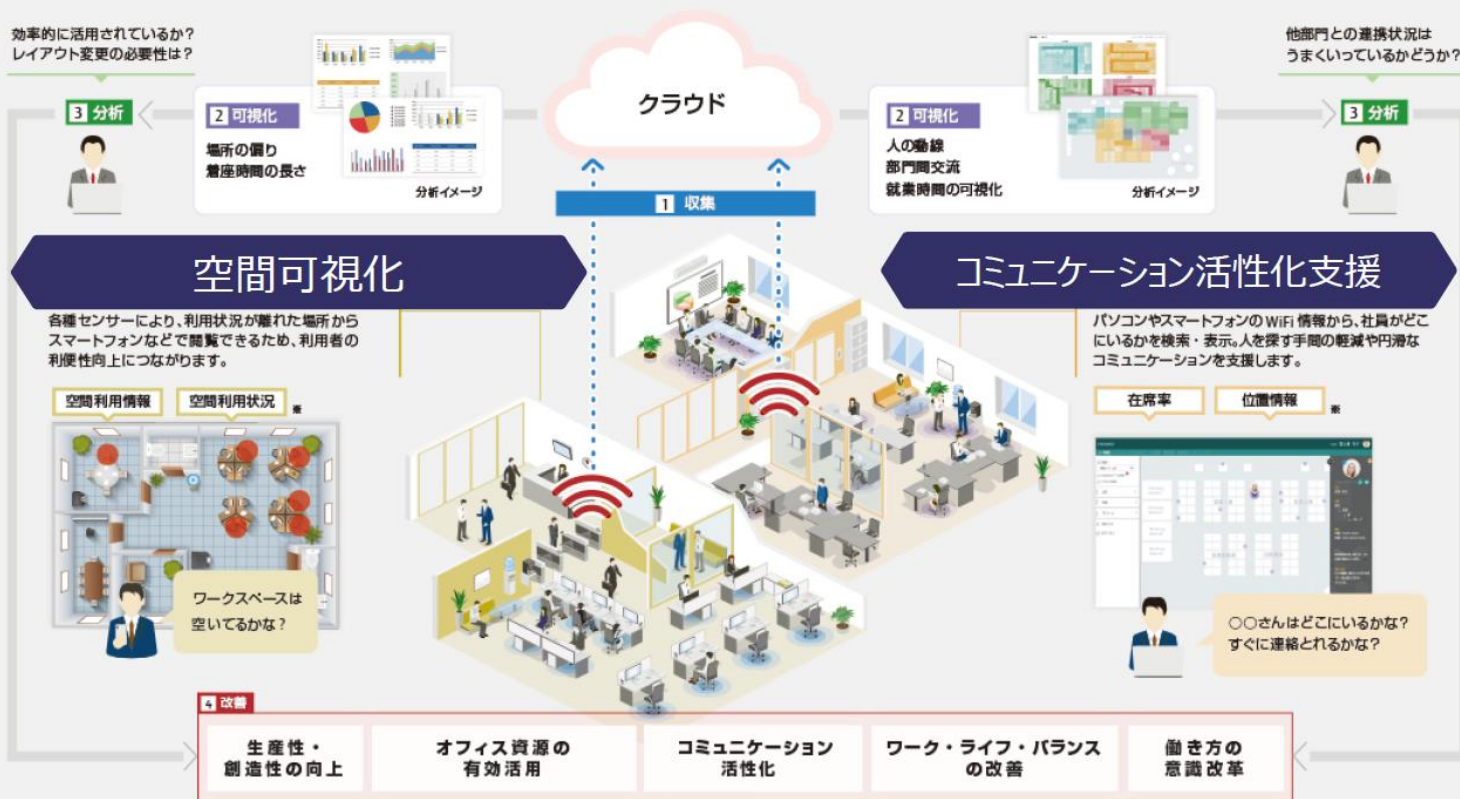 効率的に活用されているか?
レイアウト変更の必要性は?
3 分析
2 可視化
場所の偏り
着座時間の長さ
分析イメージ
クラウド
1 収集
2 可視化
人の動線
部門間交流
就業時間の可視化
分析イメージ
他部門との連携状況は
うまくいっているかどうか?
3 分析
空間可視化
各種センサーにより、利用状況が離れた場所から
スマートフォンなどで閲覧できるため、利用者の
利便性向上につながります。
空間利用情報
空間利用状況
※
ワークスペースは
空いてるかな?
コミュニケーション活性化支援
パソコンやスマートフォンのWiFi情報から、社員がどこ
にいるかを検索・表示。人を探す手間の軽減や円滑な
コミュニケーションを支援します。
在席率
位置情報
※
○○さんはどこにいるかな?
すぐに連絡とれるかな?
4 改善
生産性・
創造性の向上
オフィス資源の
有効活用
コミュニケーション
活性化
ワーク・ライフ・バランス
の改善
働き方の
意識改革